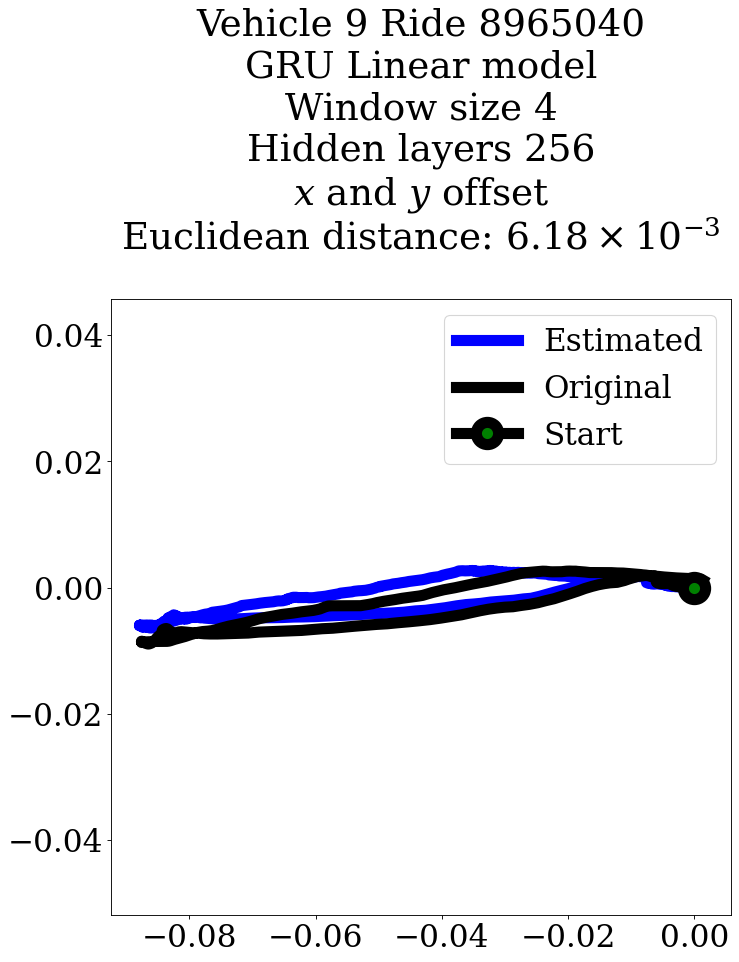 Vehicle 9 Ride 8965040
GRU Linear model
Window size 4
Hidden layers 256
x and y offset
Euclidean distance: 6.18 × 10⁻³
Estimated
Original
Start
0.04
0.02
0.00
−0.02
−0.04
−0.08 −0.06 −0.04 −0.02 0.00